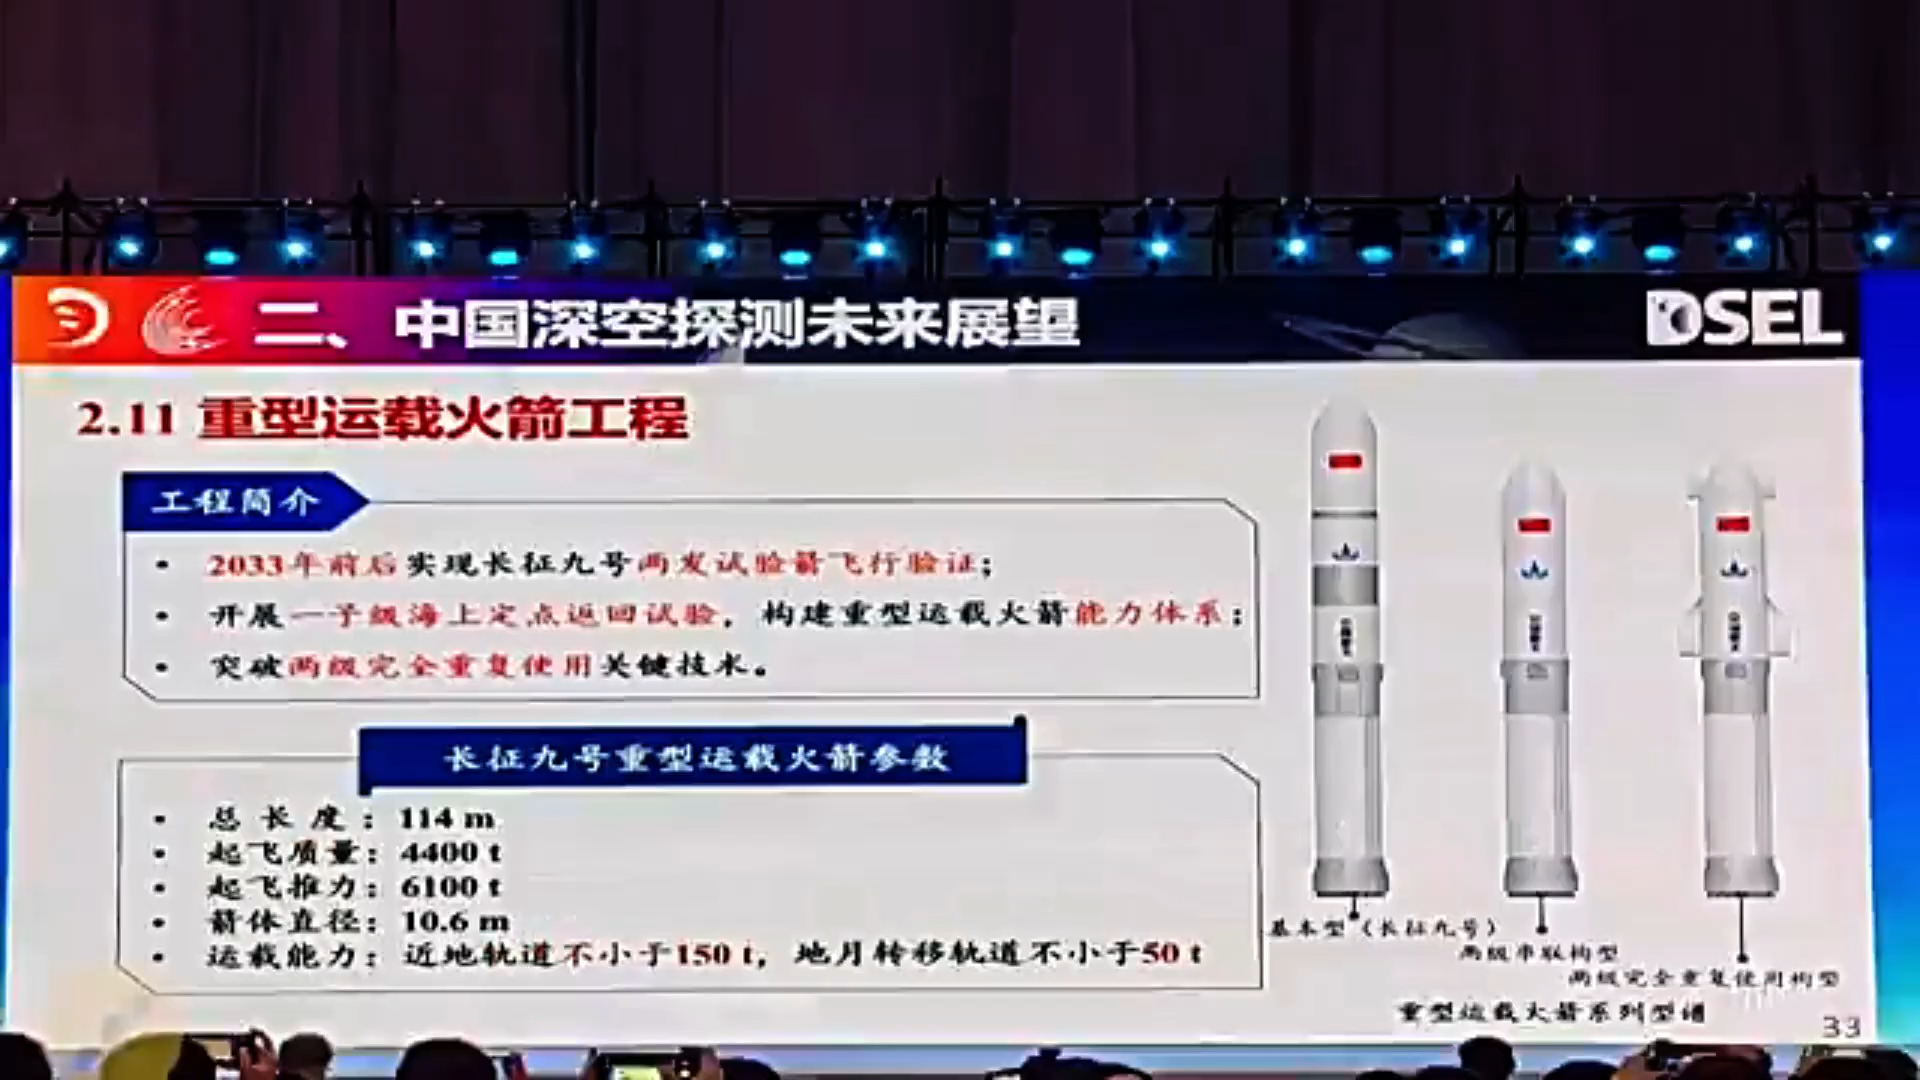 二、中国深空探测未来展望
DSEL
2.11 重型运载火箭工程
工程简介
• 2033年前后实现长征九号两发试验箭飞行验证；
• 开展一子级海上定点返回试验，构建重型运载火箭能力体系；
• 突破两级完全重复使用关键技术。
长征九号重型运载火箭参数
• 总长度：114 m
• 起飞质量：4400 t
• 起飞推力：6100 t
• 箭体直径：10.6 m
• 运载能力：近地轨道不小于150 t，地月转移轨道不小于50 t
基本型（长征九号）
两级串联构型
两级完全重复使用构型
重型运载火箭系列型谱
33